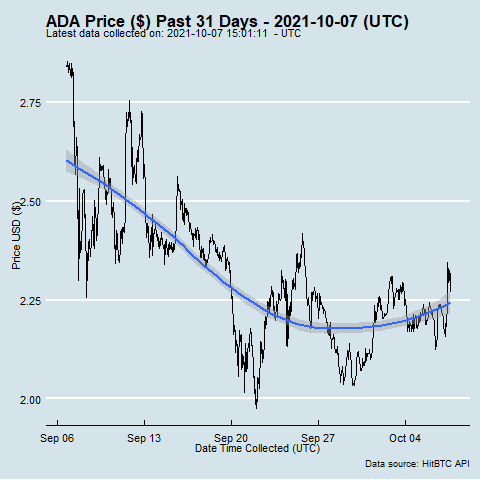 ADA Price ($) Past 31 Days - 2021-10-07 (UTC)
Latest data collected on: 2021-10-07 15:01:11 - UTC
Price USD ($)
2.75
2.50
2.25
2.00
Sep 06 Sep 13 Sep 20 Sep 27 Oct 04
Date Time Collected (UTC)
Data source: HitBTC API